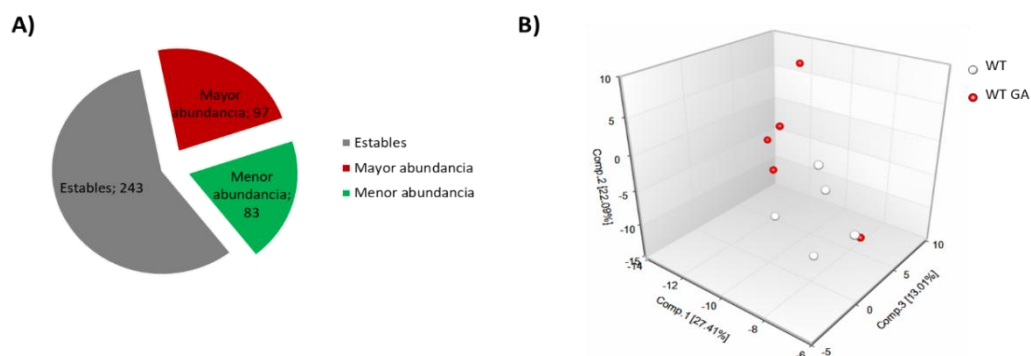 A)
Mayor
abundancia; 97
Estables; 243
Menor
abundancia;
83
Estables
Mayor abundancia
Menor abundancia
B)
WT
WT GA
10
5
0
-5
-10
-15
Comp.2 [22.09%]
-14
-12
-10
-8
-6
Comp.1 [27.41%]
-5
0
5
10
Comp.3 [13.01%]